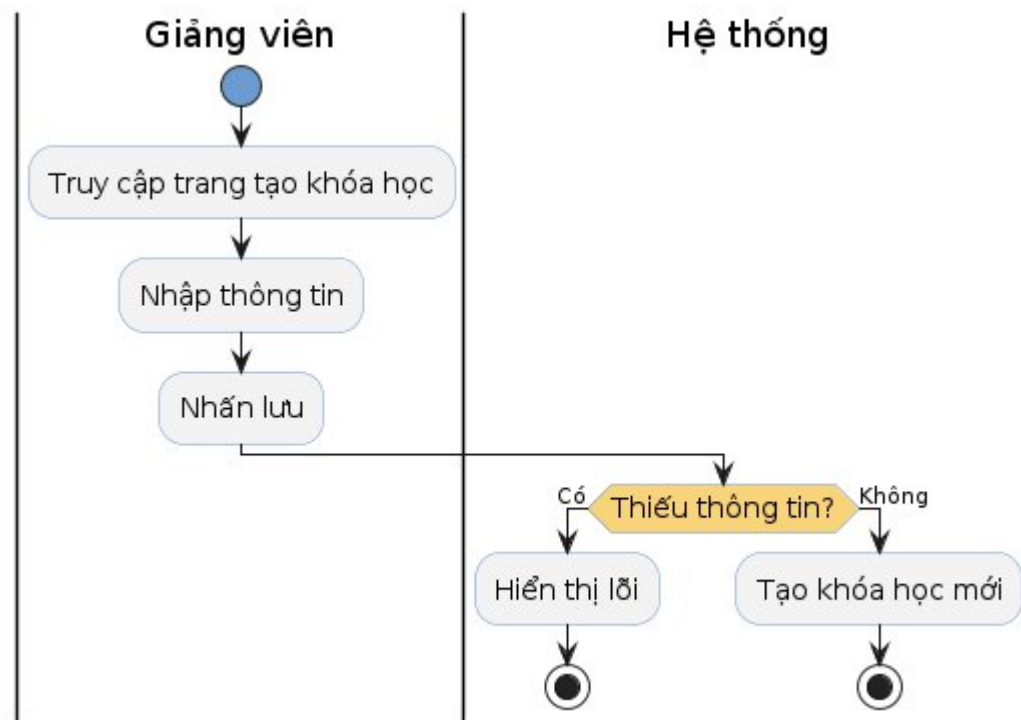 Giảng viên
Hệ thống
Truy cập trang tạo khóa học
Nhập thông tin
Nhấn lưu
Có
Thiếu thông tin?
Không
Hiển thị lỗi
Tạo khóa học mới